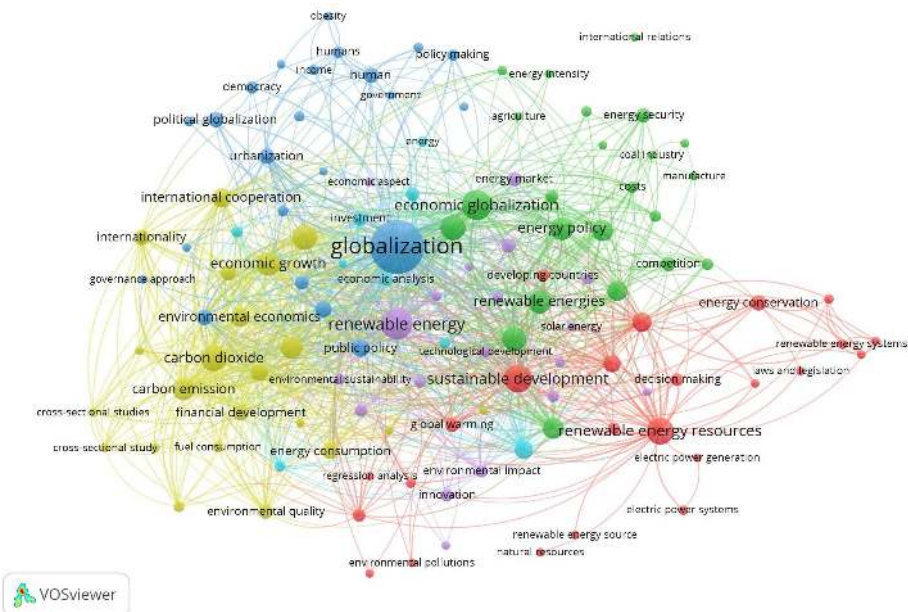 obesity
international relations
humans
policy making
income
human
energy intensity
democracy
government
political globalization
agriculture
energy security
energy
urbanization
coal industry
economic aspect
energy market
manufacture
costs
international cooperation
economic globalization
investment
energy policy
internationality
globalization
economic growth
competition
governance approach
economic analysis
developing countries
renewable energies
energy conservation
environmental economics
renewable energy
solar energy
public policy
renewable energy systems
carbon dioxide
technological development
laws and legislation
environmental sustainability
sustainable development
decision making
carbon emission
cross-sectional studies
financial development
global warming
renewable energy resources
cross-sectional study
fuel consumption
energy consumption
electric power generation
regression analysis
environmental impact
innovation
environmental quality
electric power systems
renewable energy source
natural resources
environmental pollutions
VOSviewer